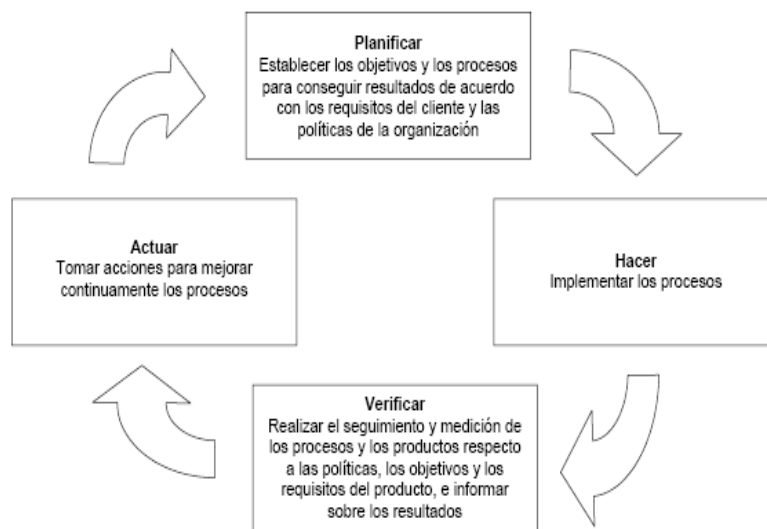 Planificar
Establecer los objetivos y los procesos
para conseguir resultados de acuerdo
con los requisitos del cliente y las
políticas de la organización
Actuar
Tomar acciones para mejorar
continuamente los procesos
Hacer
Implementar los procesos
Verificar
Realizar el seguimiento y medición de
los procesos y los productos respecto
a las políticas, los objetivos y los
requisitos del producto, e informar
sobre los resultados